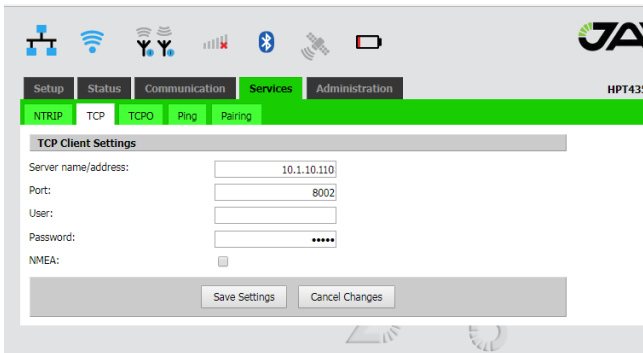 Setup Status Communication Services Administration
NTRIP TCP TCPO Ping Pairing
TCP Client Settings
Server name/address: 10.1.10.110
Port: 8002
User:
Password: •••••
NMEA:
Save Settings Cancel Changes